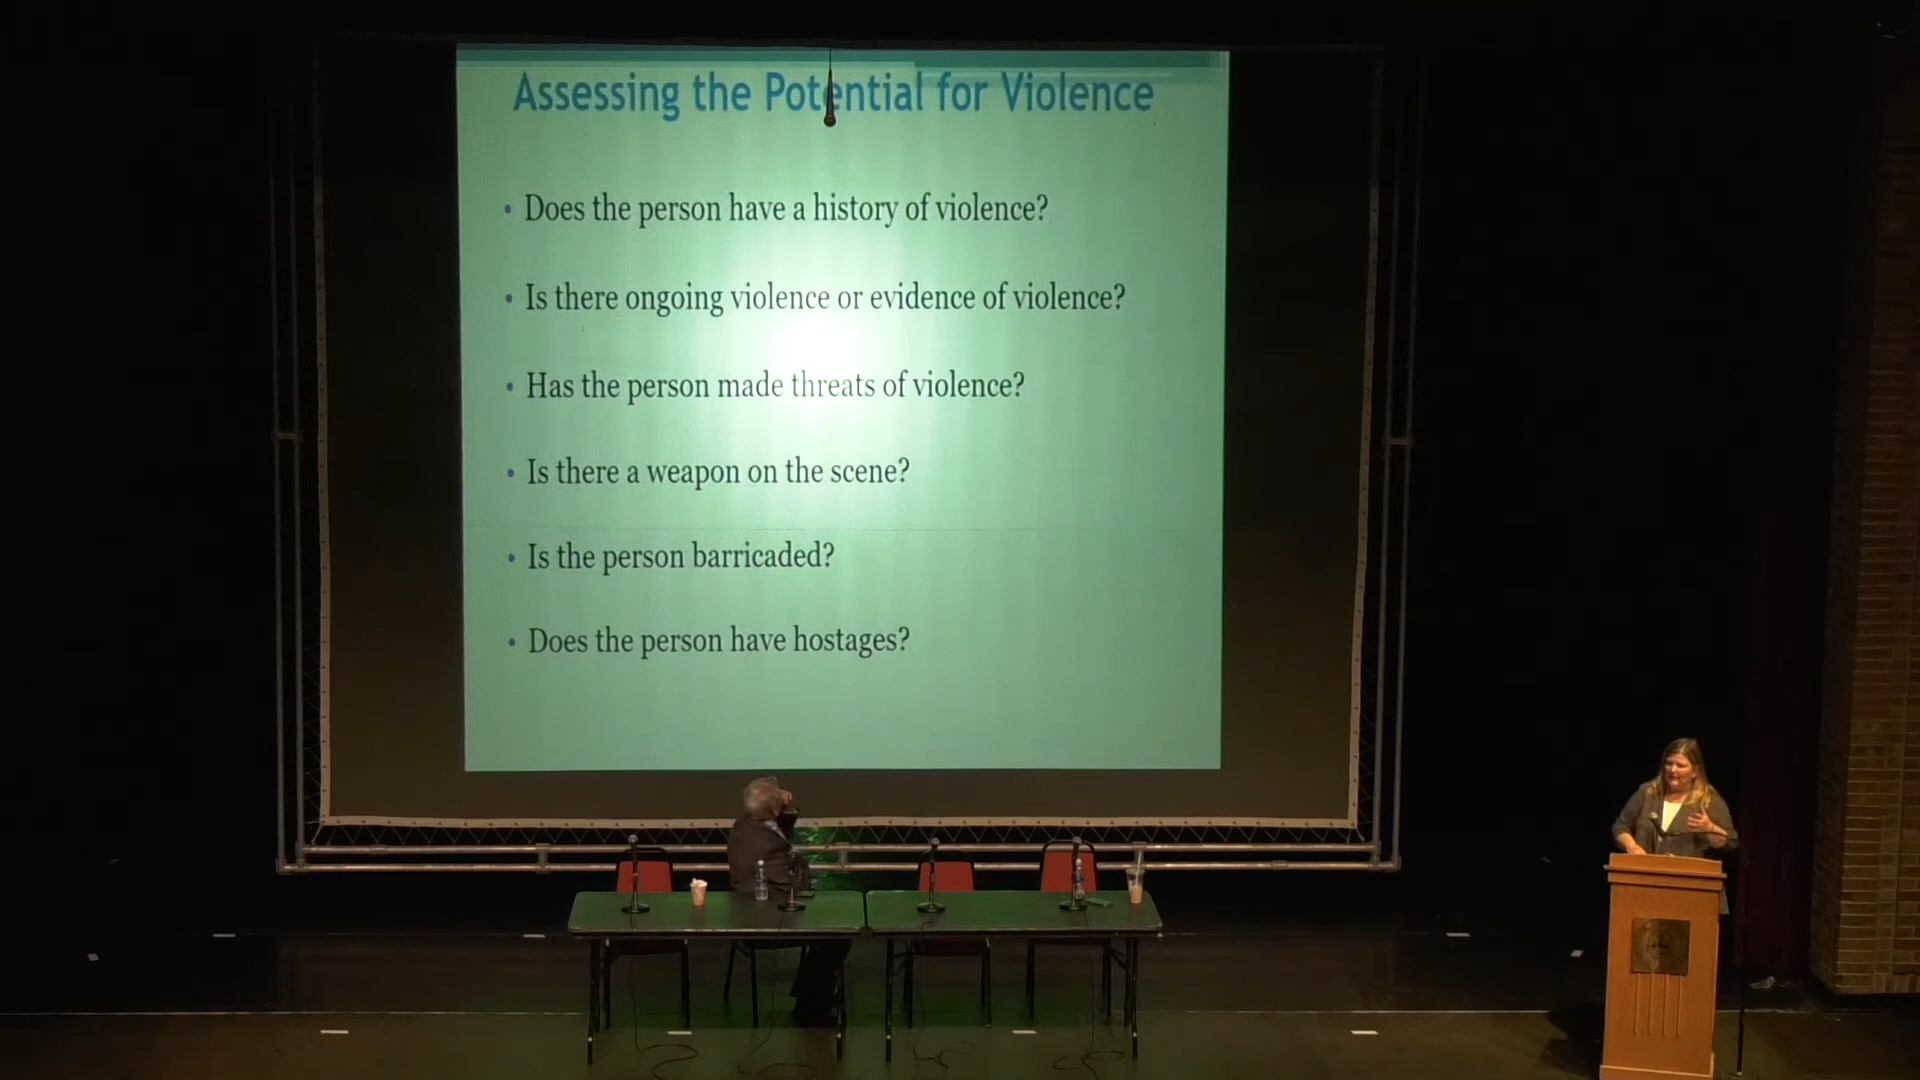 Assessing the Potential for Violence
• Does the person have a history of violence?
• Is there ongoing violence or evidence of violence?
• Has the person made threats of violence?
• Is there a weapon on the scene?
• Is the person barricaded?
• Does the person have hostages?